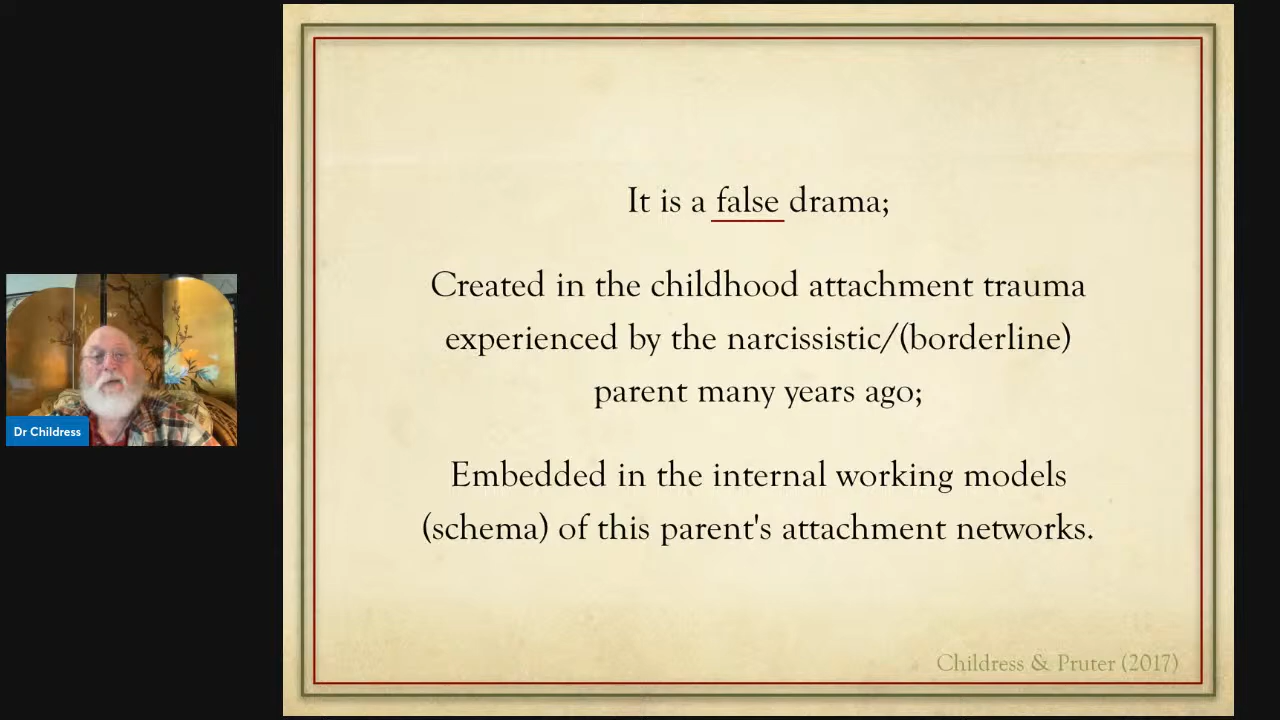 It is a false drama;
Created in the childhood attachment trauma
experienced by the narcissistic/(borderline)
parent many years ago;
Embedded in the internal working models
(schema) of this parent's attachment networks.
Childress & Pruter (2017)
Dr Childress